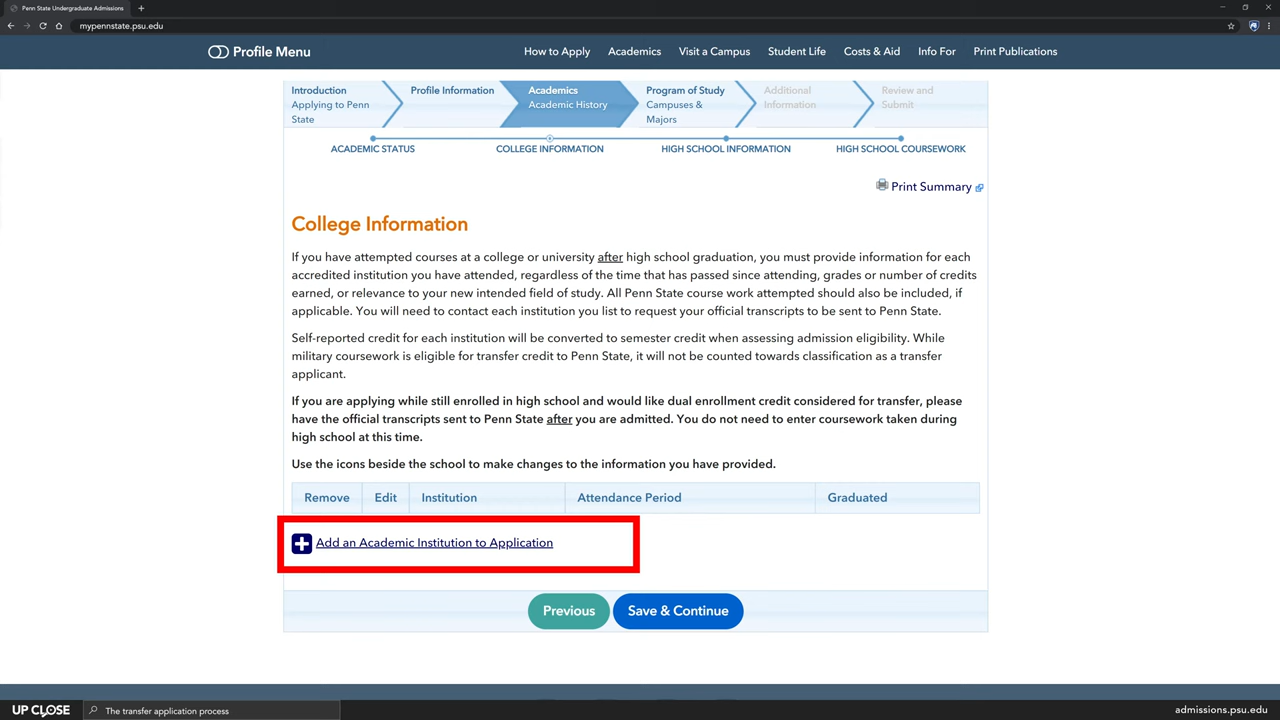 Penn State Undergraduate Admissions
mypennstate.psu.edu
Profile Menu
How to Apply Academics Visit a Campus Student Life Costs & Aid Info For Print Publications
Introduction
Applying to Penn
State
Profile Information
Academics
Academic History
Program of Study
Campuses &
Majors
Additional
Information
Review and
Submit
ACADEMIC STATUS COLLEGE INFORMATION HIGH SCHOOL INFORMATION HIGH SCHOOL COURSEWORK
Print Summary
College Information
If you have attempted courses at a college or university after high school graduation, you must provide information for each
accredited institution you have attended, regardless of the time that has passed since attending, grades or number of credits
earned, or relevance to your new intended field of study. All Penn State course work attempted should also be included, if
applicable. You will need to contact each institution you list to request your official transcripts to be sent to Penn State.
Self-reported credit for each institution will be converted to semester credit when assessing admission eligibility. While
military coursework is eligible for transfer credit to Penn State, it will not be counted towards classification as a transfer
applicant.
If you are applying while still enrolled in high school and would like dual enrollment credit considered for transfer, please
have the official transcripts sent to Penn State after you are admitted. You do not need to enter coursework taken during
high school at this time.
Use the icons beside the school to make changes to the information you have provided.
Remove Edit Institution Attendance Period Graduated
Add an Academic Institution to Application
Previous Save & Continue
UP CLOSE The transfer application process admissions.psu.edu